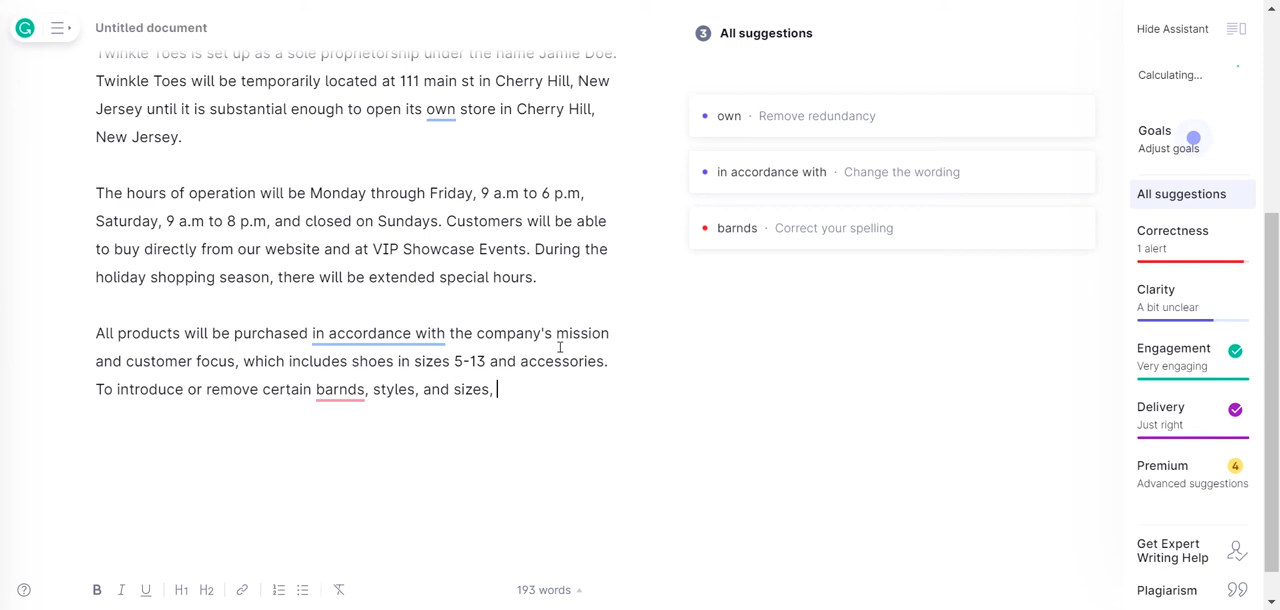 Untitled document
Twinkle Toes is set up as a sole proprietorship under the name Jamie Doe.
Twinkle Toes will be temporarily located at 111 main st in Cherry Hill, New
Jersey until it is substantial enough to open its own store in Cherry Hill,
New Jersey.
The hours of operation will be Monday through Friday, 9 a.m to 6 p.m,
Saturday, 9 a.m to 8 p.m, and closed on Sundays. Customers will be able
to buy directly from our website and at VIP Showcase Events. During the
holiday shopping season, there will be extended special hours.
All products will be purchased in accordance with the company's mission
and customer focus, which includes shoes in sizes 5-13 and accessories.
To introduce or remove certain barnds, styles, and sizes,
B I U H1 H2
193 words
3 All suggestions
own · Remove redundancy
in accordance with · Change the wording
barnds · Correct your spelling
Hide Assistant
Calculating...
Goals
Adjust goals
All suggestions
Correctness
1 alert
Clarity
A bit unclear
Engagement
Very engaging
Delivery
Just right
Premium 4
Advanced suggestions
Get Expert
Writing Help
Plagiarism